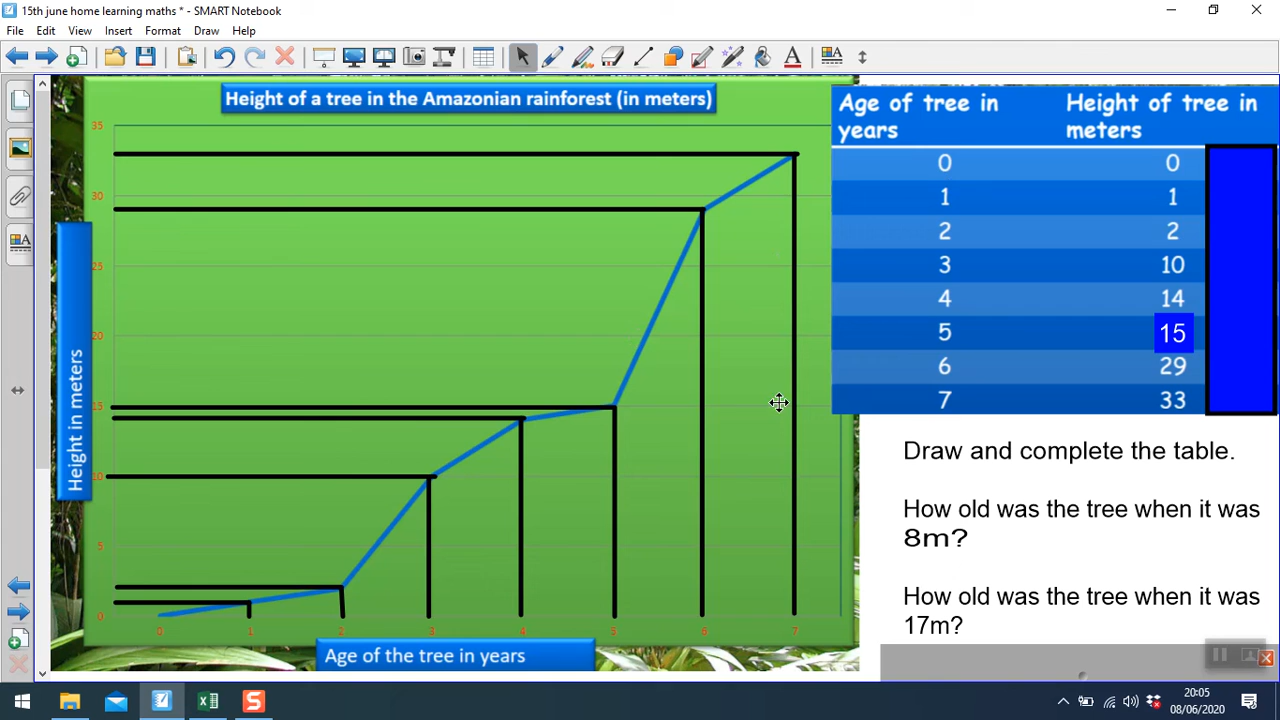 15th june home learning maths * - SMART Notebook
File Edit View Insert Format Draw Help
Height of a tree in the Amazonian rainforest (in meters)
35
30
25
20
15
10
5
0
Height in meters
0 1 2 3 4 5 6 7
Age of the tree in years
Age of tree in years Height of tree in meters
0 0
1 1
2 2
3 10
4 14
5 15
6 29
7 33
Draw and complete the table.
How old was the tree when it was
8m?
How old was the tree when it was
17m?
20:05
08/06/2020